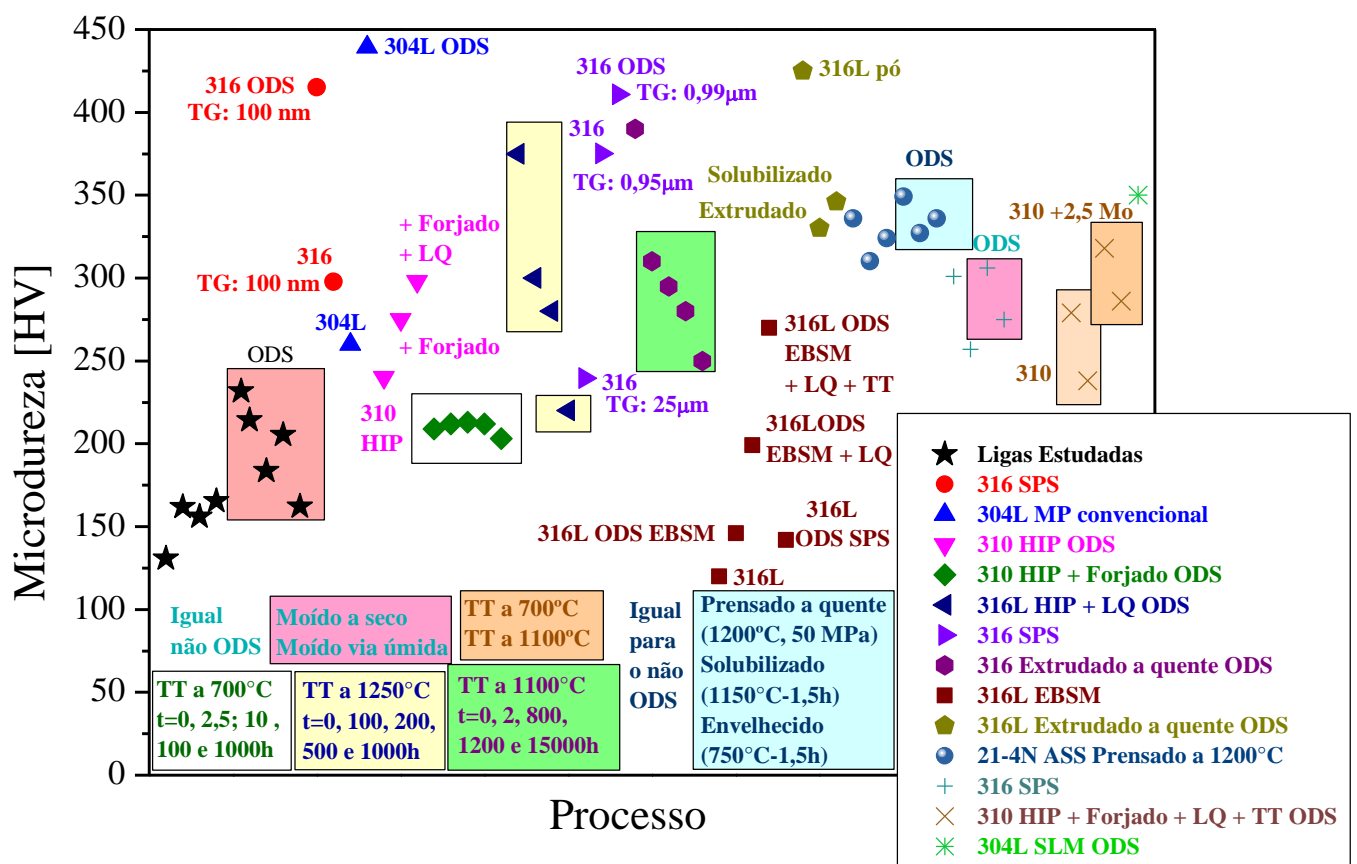 Microdureza [HV]
450
400
350
300
250
200
150
100
50
0
304L ODS
316 ODS
TG: 100 nm
316 ODS
TG: 0,99μm
316L pó
316
TG: 0,95μm
ODS
Solubilizado
Extrudado
310 +2,5 Mo
+ Forjado
+ LQ
ODS
316
TG: 100 nm
304L
+ Forjado
316L ODS
EBSM
+ LQ + TT
ODS
310
310
HIP
316
TG: 25μm
316LODS
EBSM + LQ
316L ODS EBSM
316L
ODS SPS
316L
Igual
não ODS
Moído a seco
Moído via úmida
TT a 700ºC
TT a 1100ºC
Igual
para
o não
ODS
Prensado a quente
(1200ºC, 50 MPa)
Solubilizado
(1150°C-1,5h)
Envelhecido
(750°C-1,5h)
TT a 700°C
t=0, 2,5; 10 ,
100 e 1000h
TT a 1250°C
t=0, 100, 200,
500 e 1000h
TT a 1100°C
t=0, 2, 800,
1200 e 15000h
Processo
Ligas Estudadas
316 SPS
304L MP convencional
310 HIP ODS
310 HIP + Forjado ODS
316L HIP + LQ ODS
316 SPS
316 Extrudado a quente ODS
316L EBSM
316L Extrudado a quente ODS
21-4N ASS Prensado a 1200°C
316 SPS
310 HIP + Forjado + LQ + TT ODS
304L SLM ODS